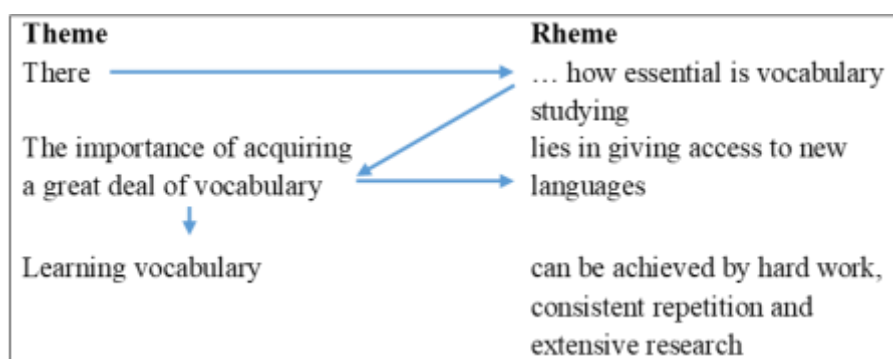 Theme Rheme
There … how essential is vocabulary
studying
The importance of acquiring lies in giving access to new
a great deal of vocabulary languages
Learning vocabulary can be achieved by hard work,
consistent repetition and
extensive research